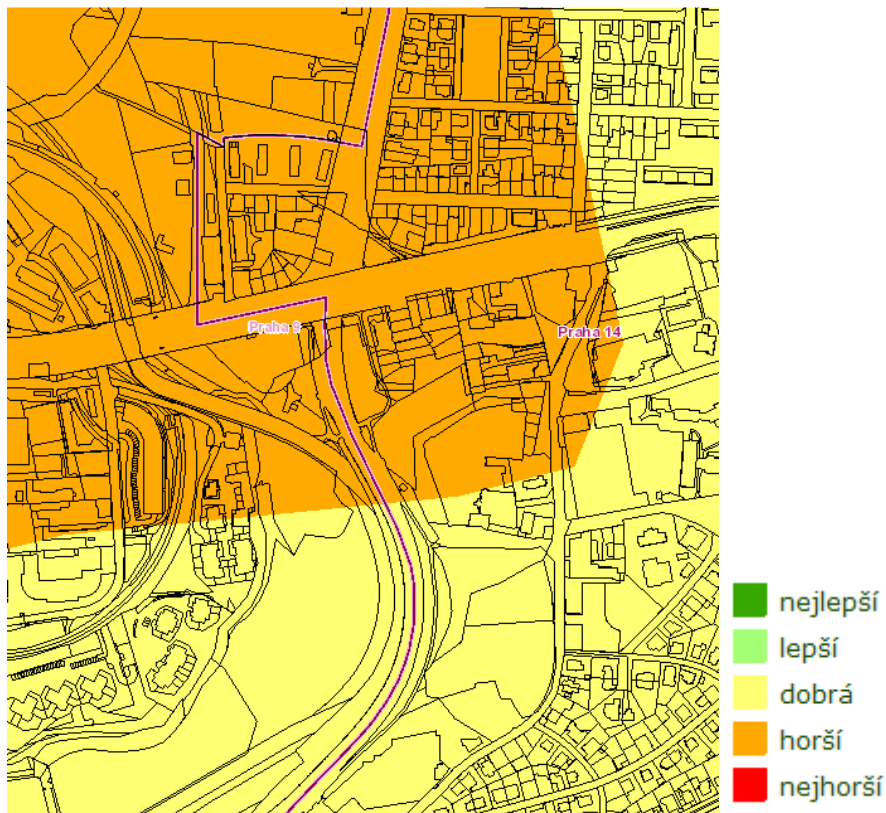 Praha 9
Praha 14
nejlepší
lepší
dobrá
horší
nejhorší